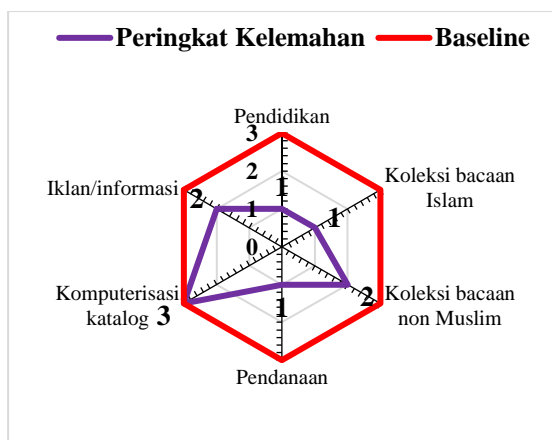 Peringkat Kelemahan Baseline
Pendidikan
3
2
1
1
0
Koleksi bacaan
Islam
1
Koleksi bacaan
non Muslim
2
Pendanaan
1
Komputerisasi
katalog 3
Iklan/informasi
2